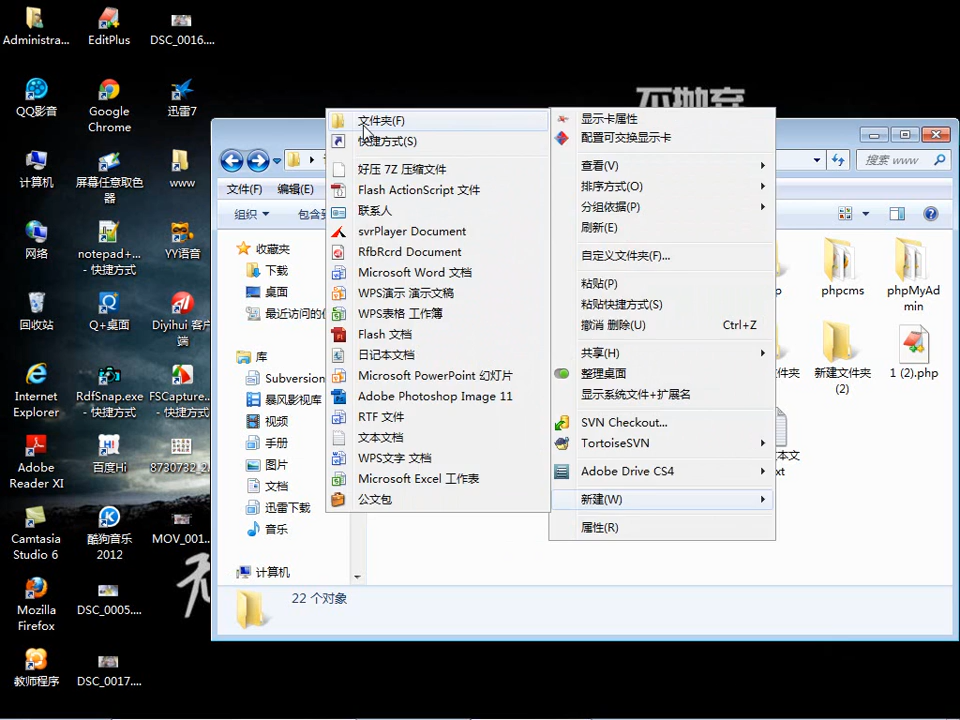 Administra...
EditPlus
DSC_0016....
QQ影音
Google
Chrome
迅雷7
计算机
屏幕任意取色
器
www
网络
notepad+...
- 快捷方式
YY语音
回收站
Q+桌面
Diyihui 客户
端
Internet
Explorer
RdfSnap.exe
- 快捷方式
FSCapture...
- 快捷方式
Adobe
Reader XI
百度Hi
Camtasia
Studio 6
酷狗音乐
2012
MOV_001...
Mozilla
Firefox
DSC_0005....
教师程序
DSC_0017....
不抛弃
搜索 www
文件(F)
编辑(E)
组织
收藏夹
下载
桌面
库
Subversion
暴风影视库
视频
手册
图片
文档
迅雷下载
音乐
计算机
22 个对象
文件夹(F)
快捷方式(S)
好压 7Z 压缩文件
Flash ActionScript 文件
联系人
svrPlayer Document
RfbRcrd Document
Microsoft Word 文档
WPS演示 演示文稿
WPS表格 工作簿
Flash 文档
日记本文档
Microsoft PowerPoint 幻灯片
Adobe Photoshop Image 11
RTF 文件
文本文档
WPS文字 文档
Microsoft Excel 工作表
公文包
显示卡属性
配置可交换显示卡
查看(V)
排序方式(O)
分组依据(P)
刷新(E)
自定义文件夹(F)...
粘贴(P)
粘贴快捷方式(S)
撤消 删除(U) Ctrl+Z
共享(H)
整理桌面
显示系统文件+扩展名
SVN Checkout...
TortoiseSVN
Adobe Drive CS4
新建(W)
属性(R)
phpcms
phpMyAd
min
新建文件夹
(2)
1 (2).php